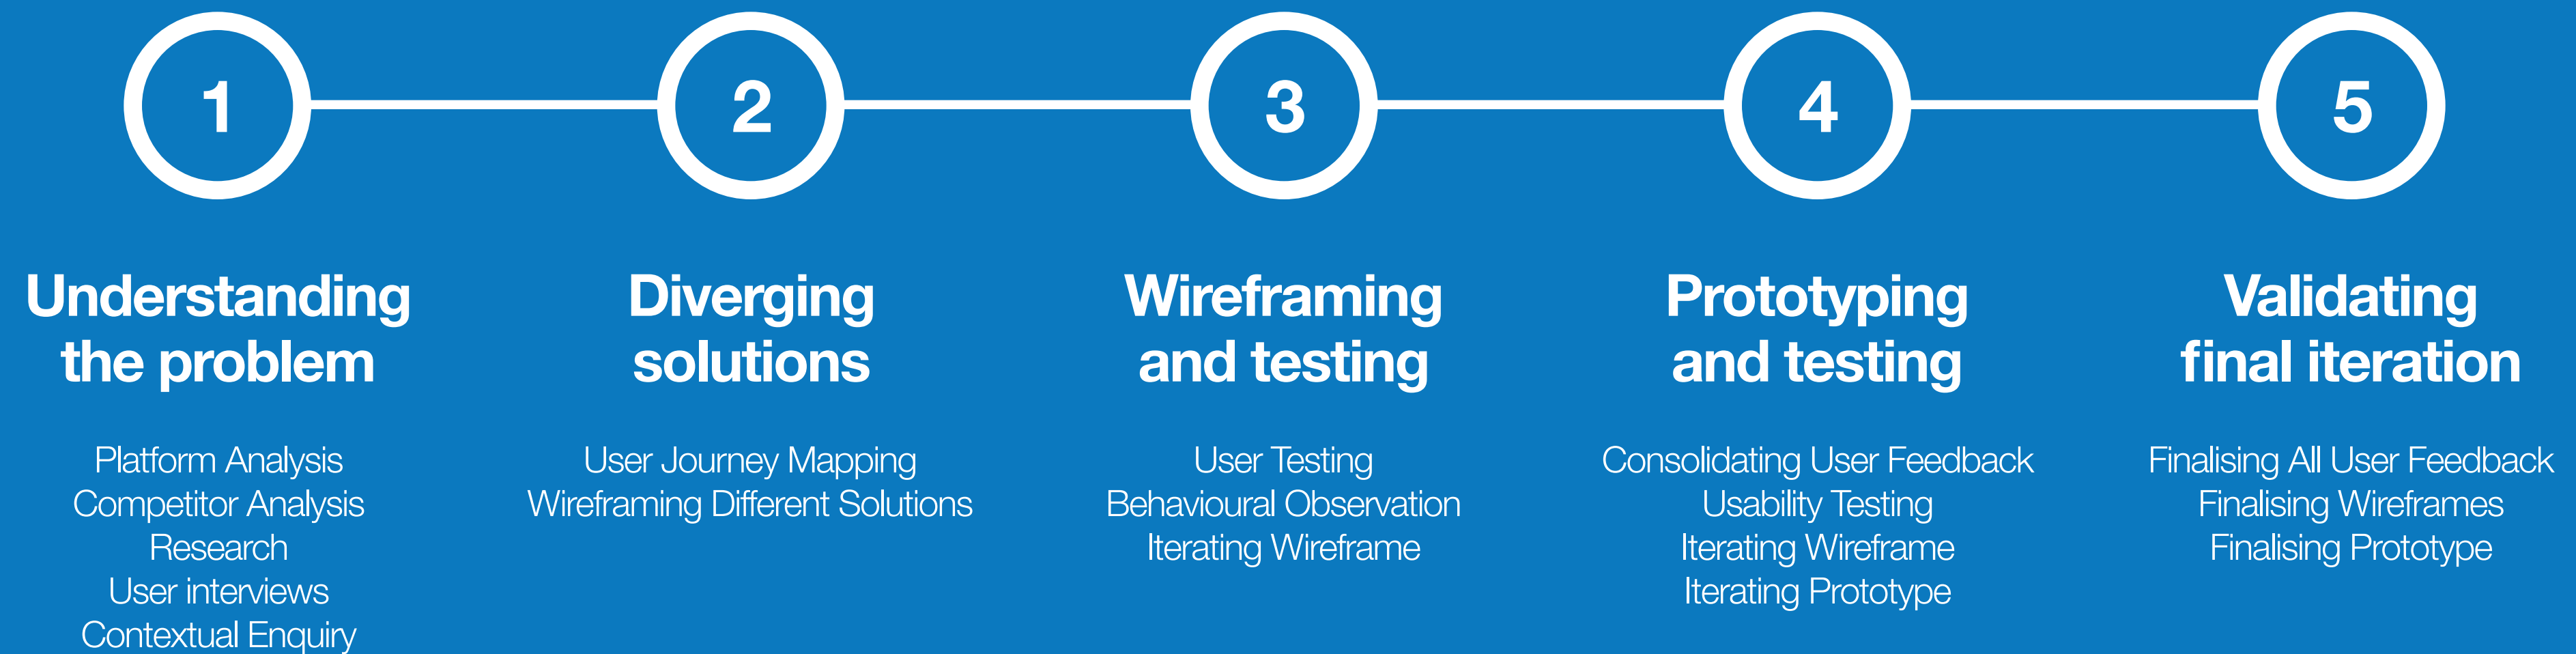 1
2
3
4
5
Understanding
the problem
Platform Analysis
Competitor Analysis
Research
User interviews
Contextual Enquiry
Diverging
solutions
User Journey Mapping
Wireframing Different Solutions
Wireframing
and testing
User Testing
Behavioural Observation
Iterating Wireframe
Prototyping
and testing
Consolidating User Feedback
Usability Testing
Iterating Wireframe
Iterating Prototype
Validating
final iteration
Finalising All User Feedback
Finalising Wireframes
Finalising Prototype